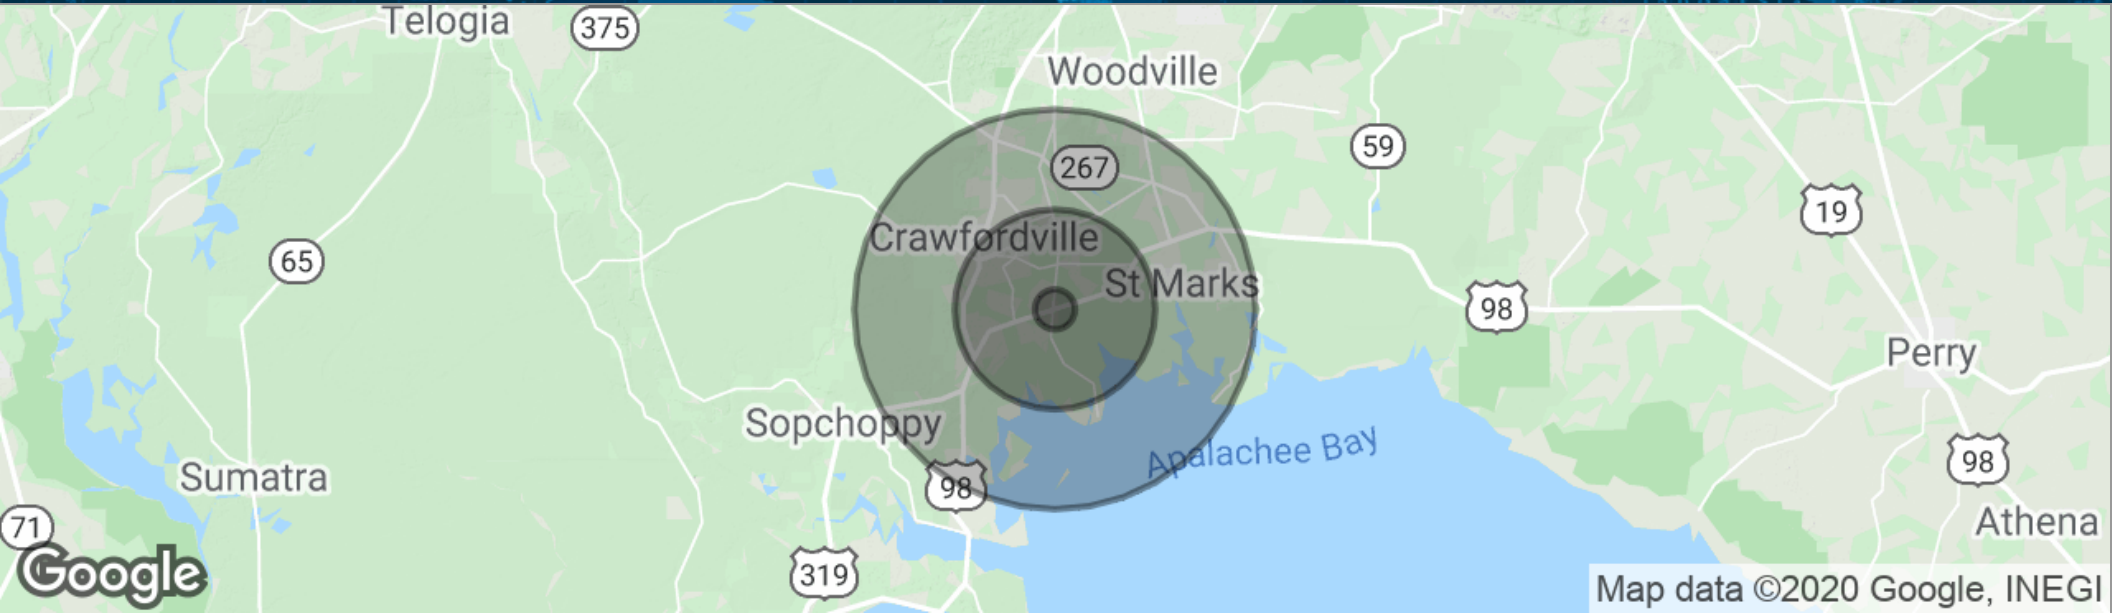 Telogia
375
Woodville
59
267
19
Crawfordville
65
St Marks
98
Perry
Sopchoppy
Apalachee Bay
98
98
Sumatra
71
Athena
319
Google
Map data ©2020 Google, INEGI